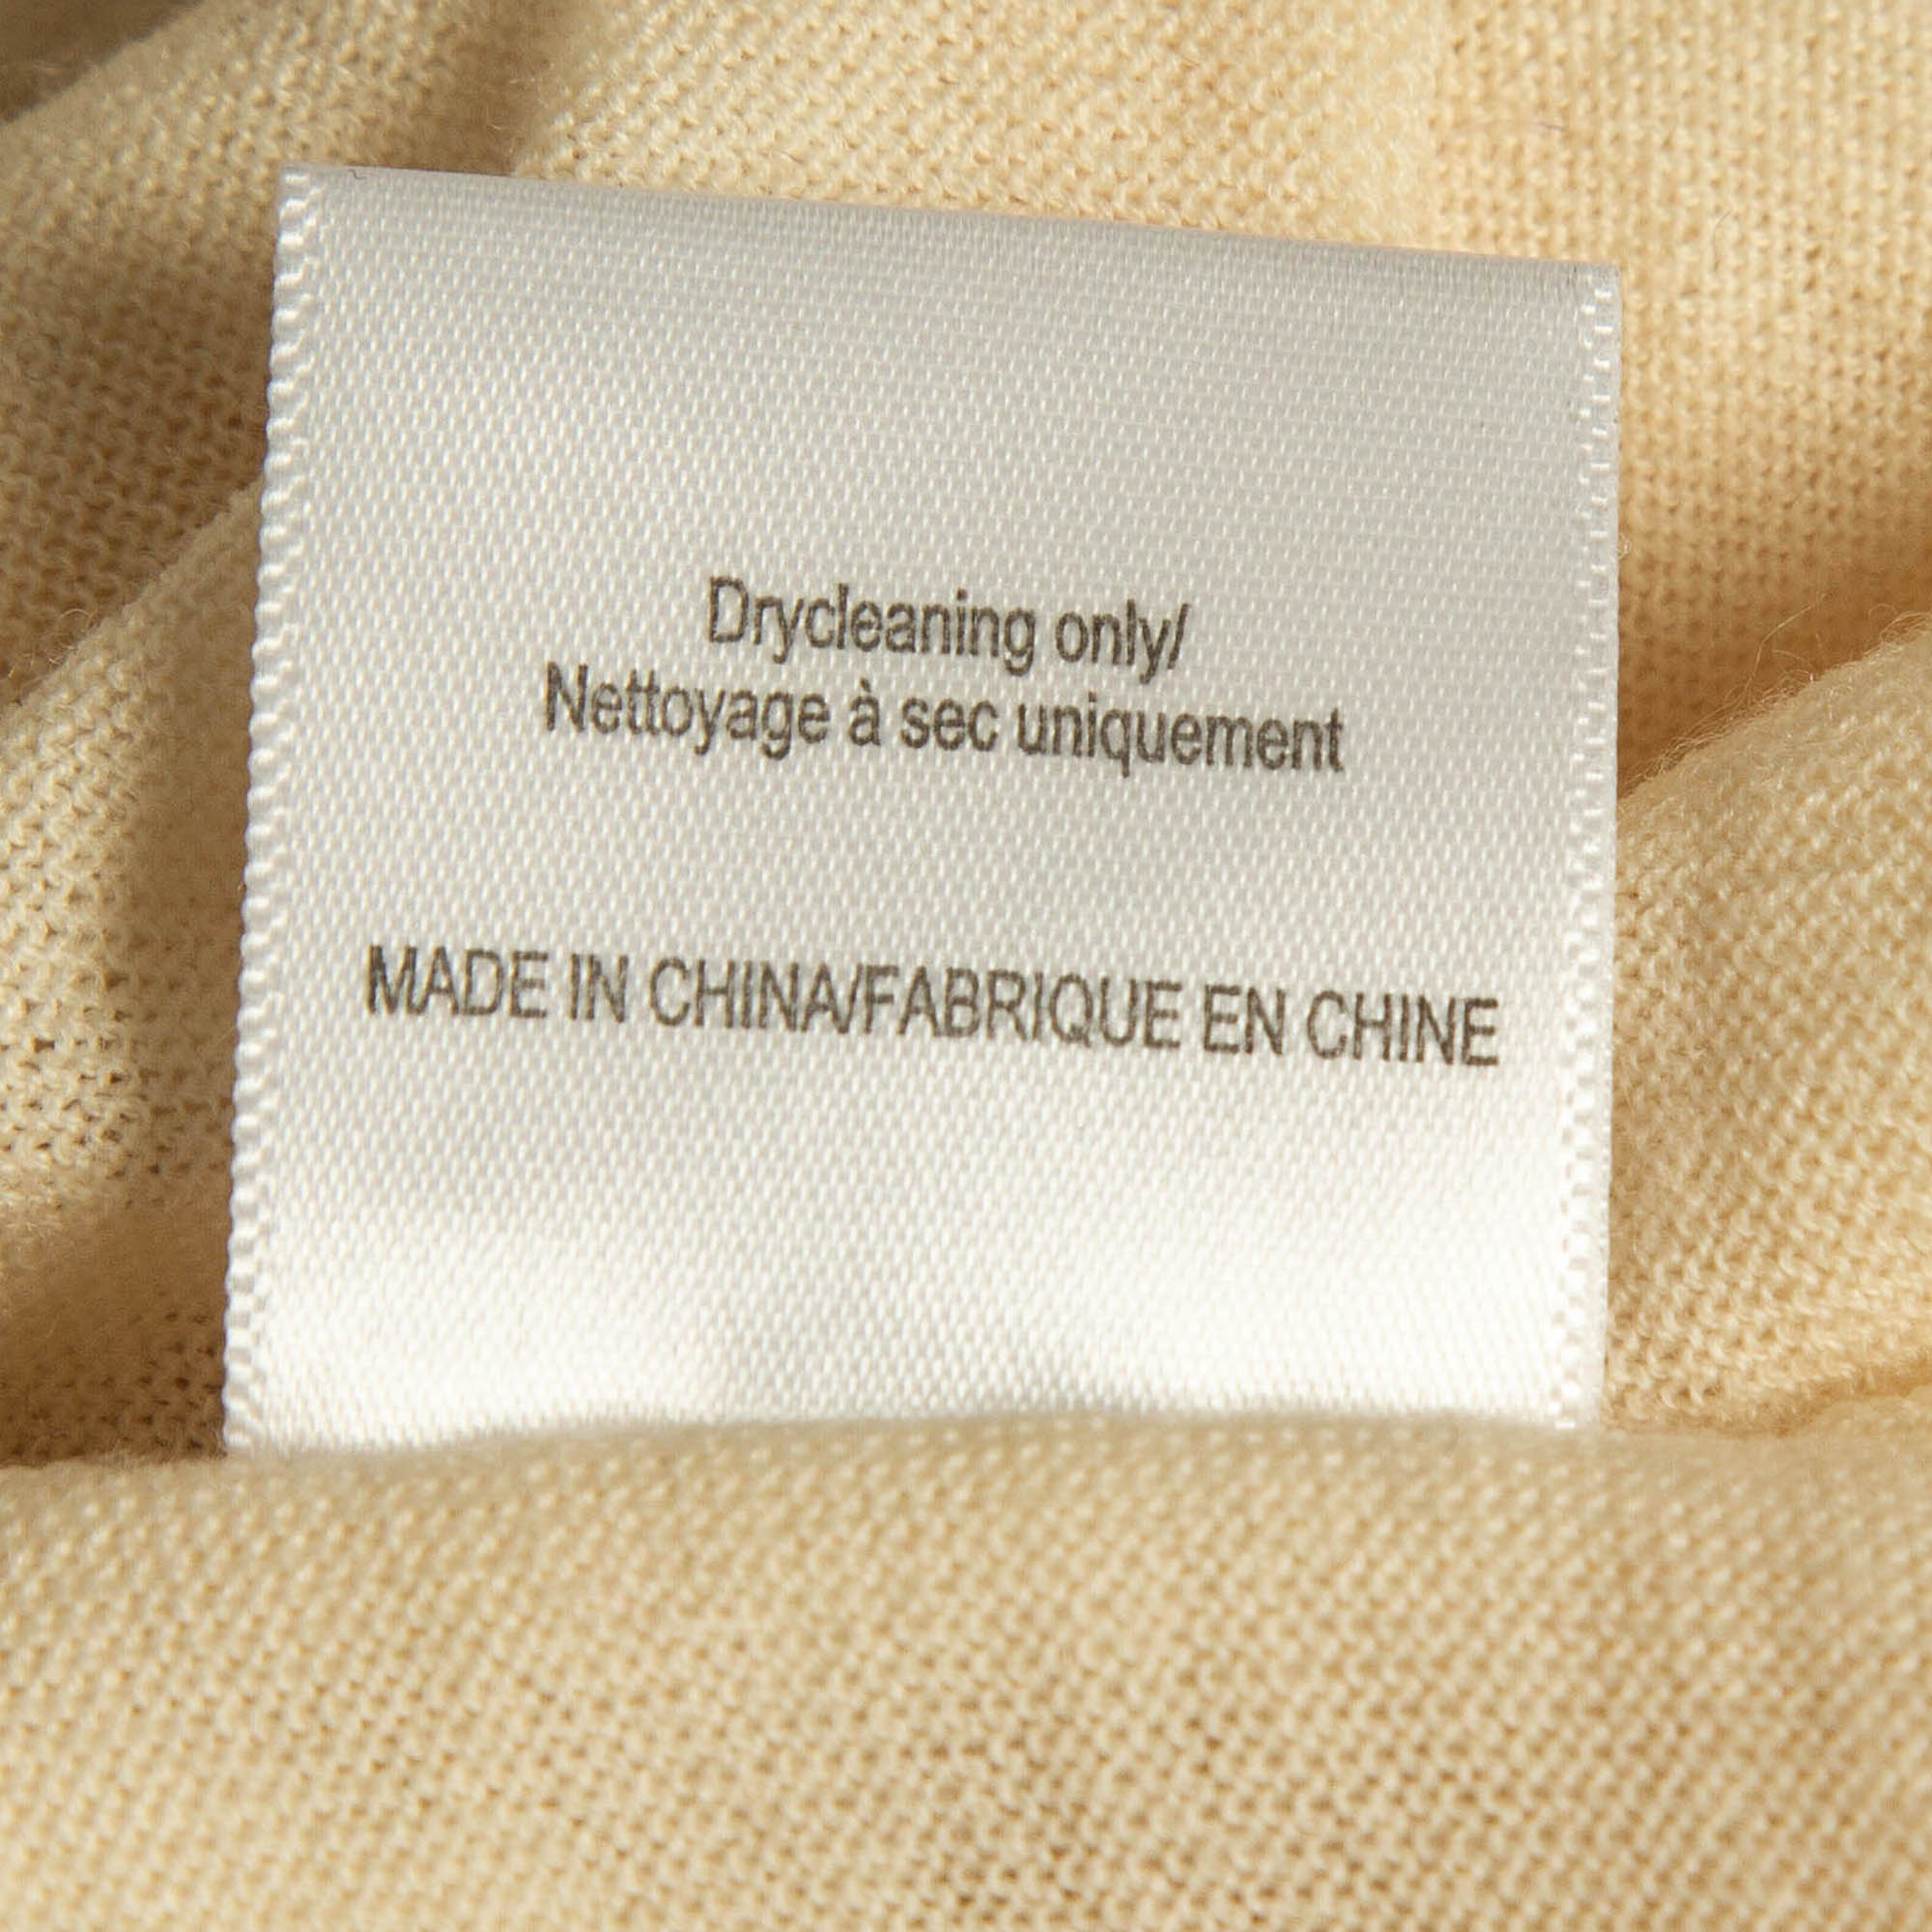 Drycleaning only/
Nettoyage à sec uniquement
MADE IN CHINA/FABRIQUE EN CHINE